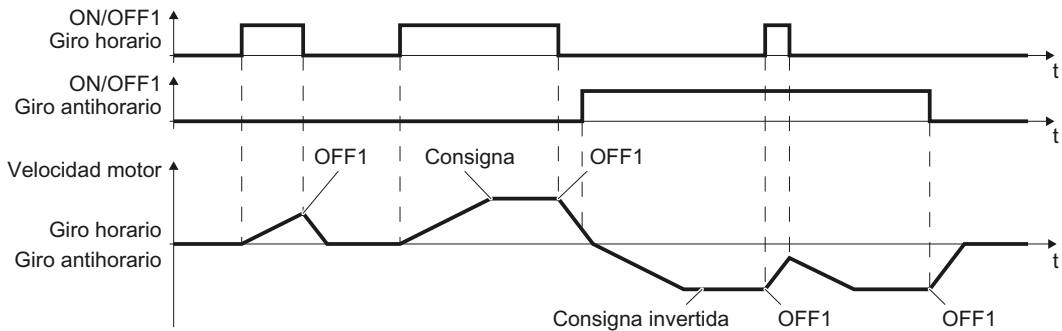 ON/OFF1
Giro horario
t
ON/OFF1
Giro antihorario
t
Velocidad motor
OFF1
Consigna
OFF1
Giro horario
Giro antihorario
t
Consigna invertida
OFF1
OFF1